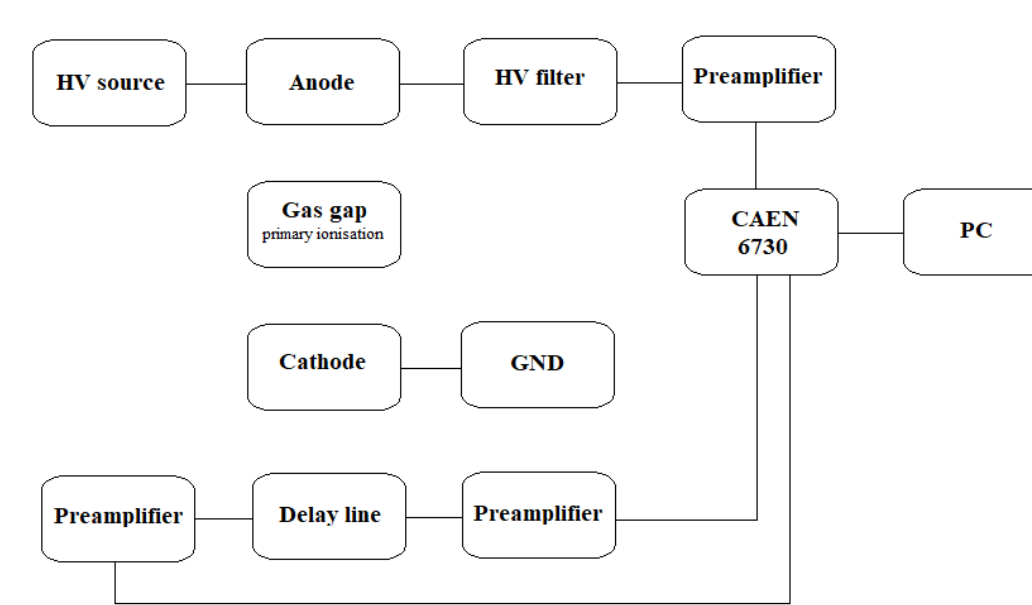 HV source
Anode
HV filter
Preamplifier
Gas gap
primary ionisation
CAEN
6730
PC
Cathode
GND
Preamplifier
Delay line
Preamplifier